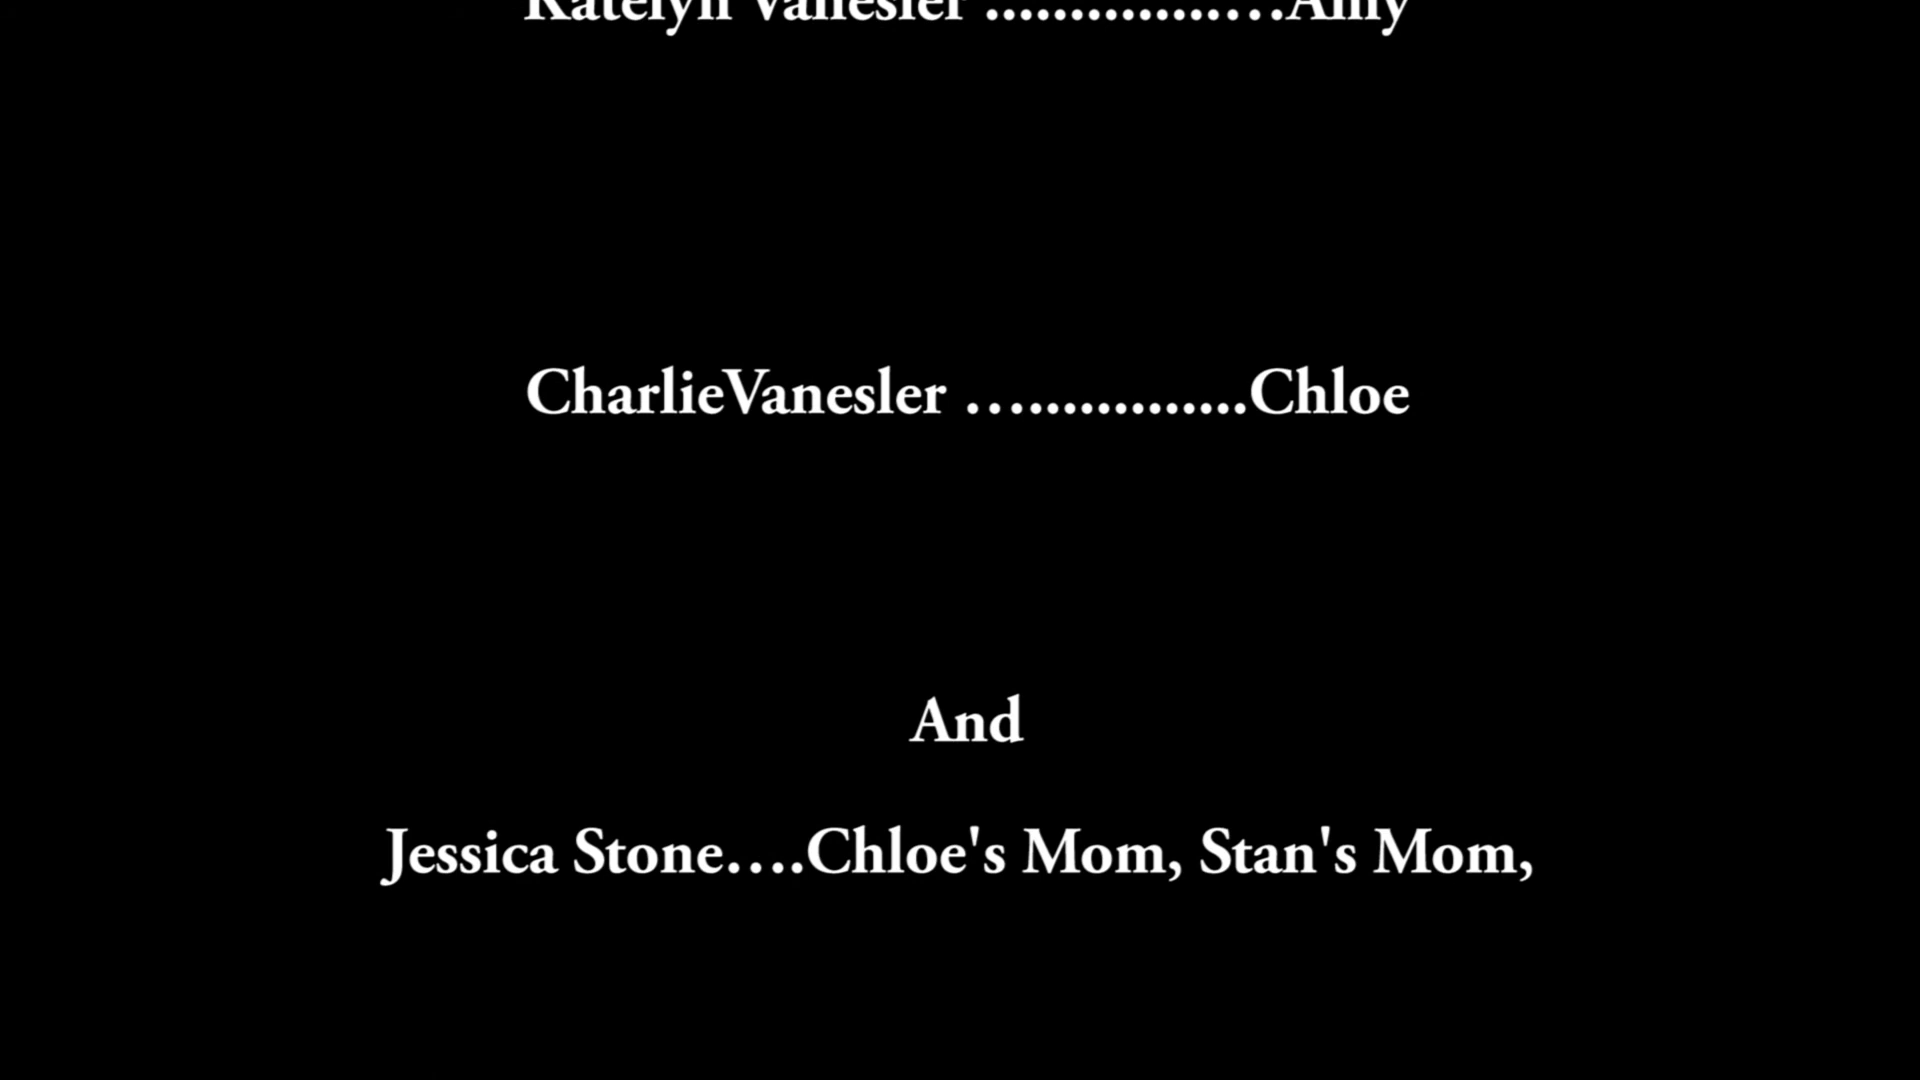 Katelyn Vanesler ................…Amy
CharlieVanesler ….............Chloe
And
Jessica Stone….Chloe's Mom, Stan's Mom,